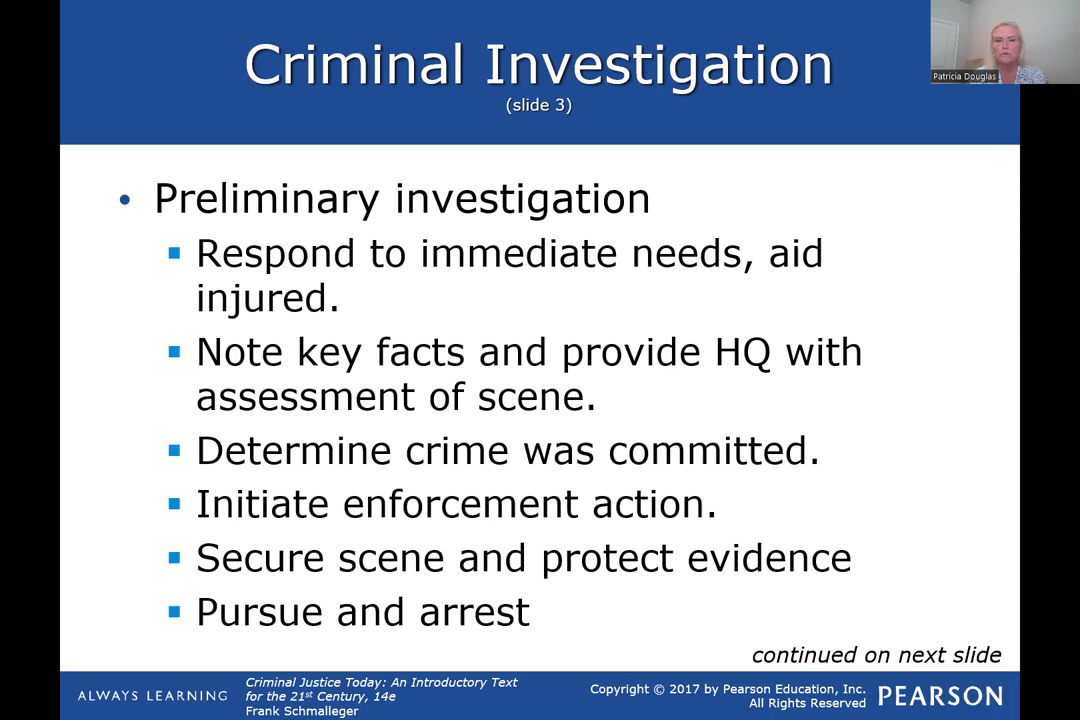 Criminal Investigation
(slide 3)
Patricia Douglas
• Preliminary investigation
▪ Respond to immediate needs, aid
injured.
▪ Note key facts and provide HQ with
assessment of scene.
▪ Determine crime was committed.
▪ Initiate enforcement action.
▪ Secure scene and protect evidence
▪ Pursue and arrest
continued on next slide
ALWAYS LEARNING
Criminal Justice Today: An Introductory Text
for the 21st Century, 14e
Frank Schmalleger
Copyright © 2017 by Pearson Education, Inc.
All Rights Reserved
PEARSON